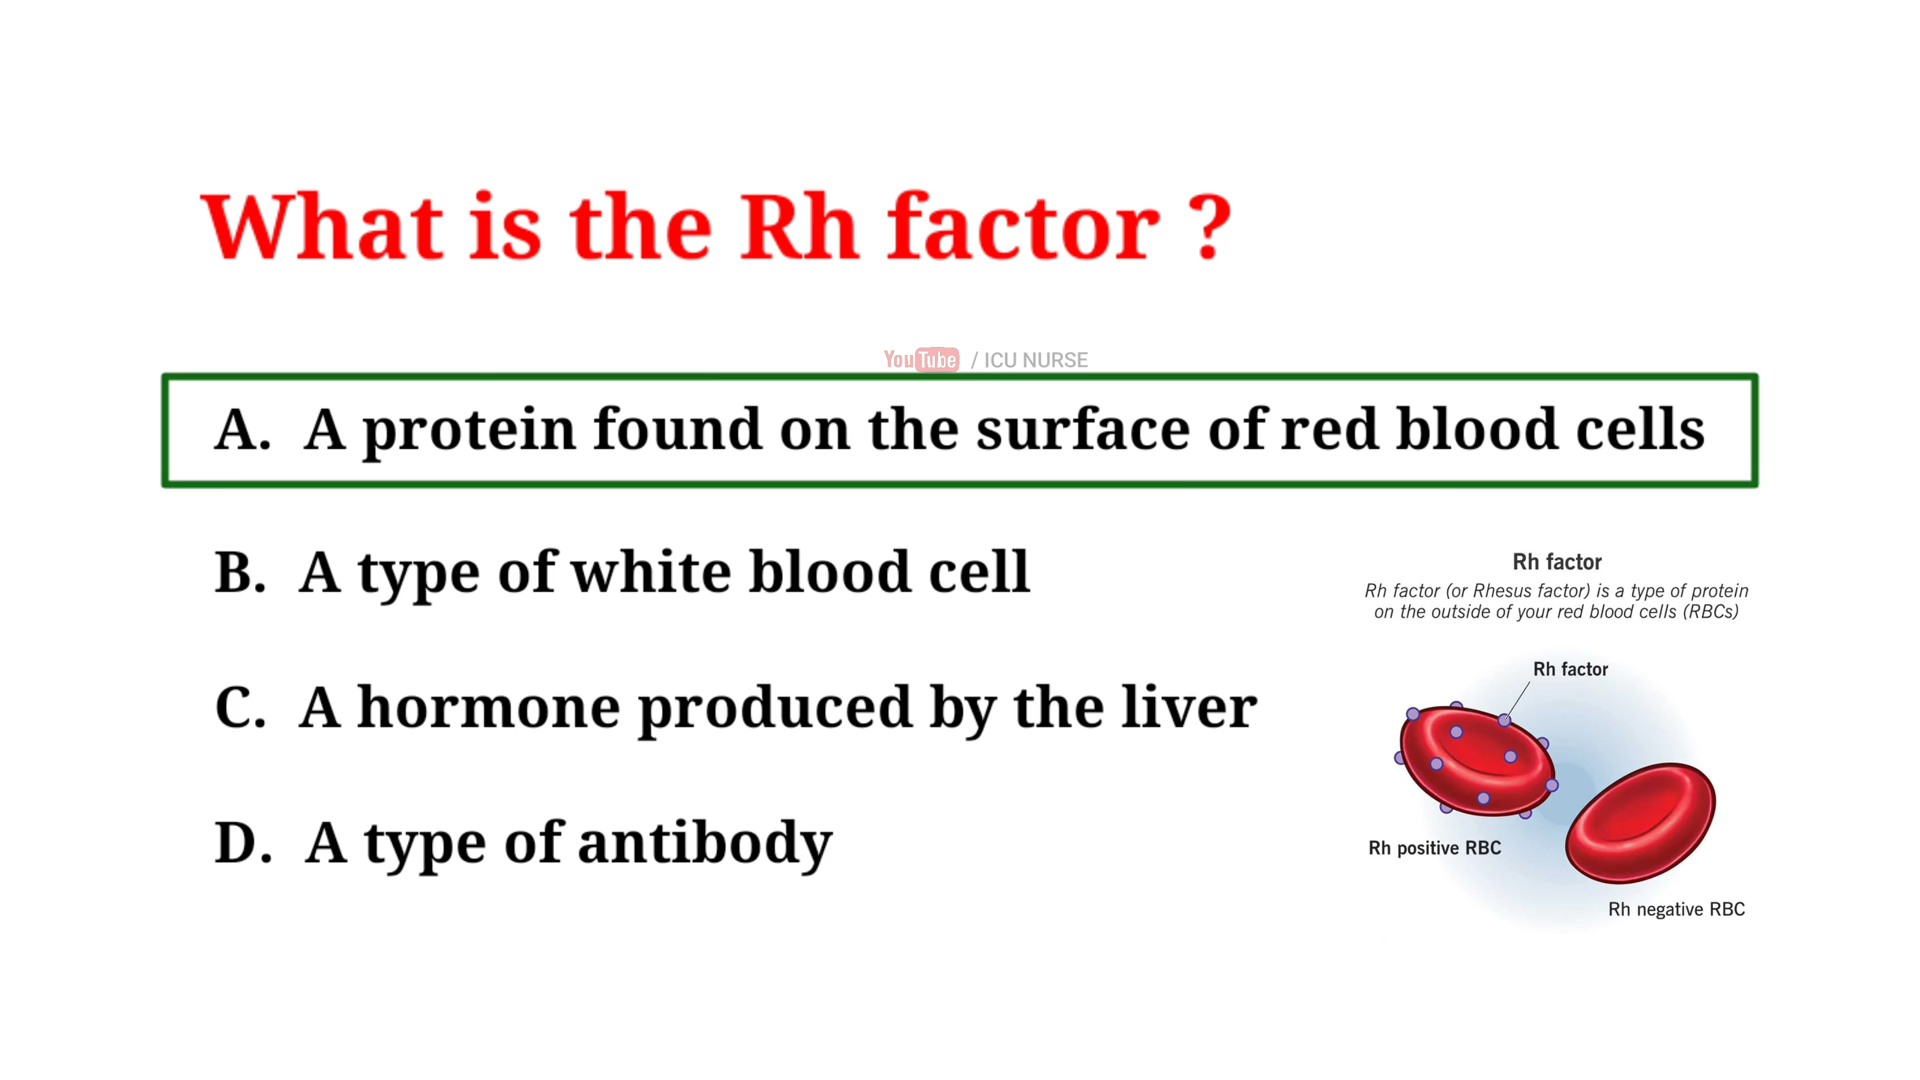 What is the Rh factor ?
YouTube / ICU NURSE
A. A protein found on the surface of red blood cells
B. A type of white blood cell
C. A hormone produced by the liver
D. A type of antibody
Rh factor
Rh factor (or Rhesus factor) is a type of protein
on the outside of your red blood cells (RBCs)
Rh factor
Rh positive RBC
Rh negative RBC